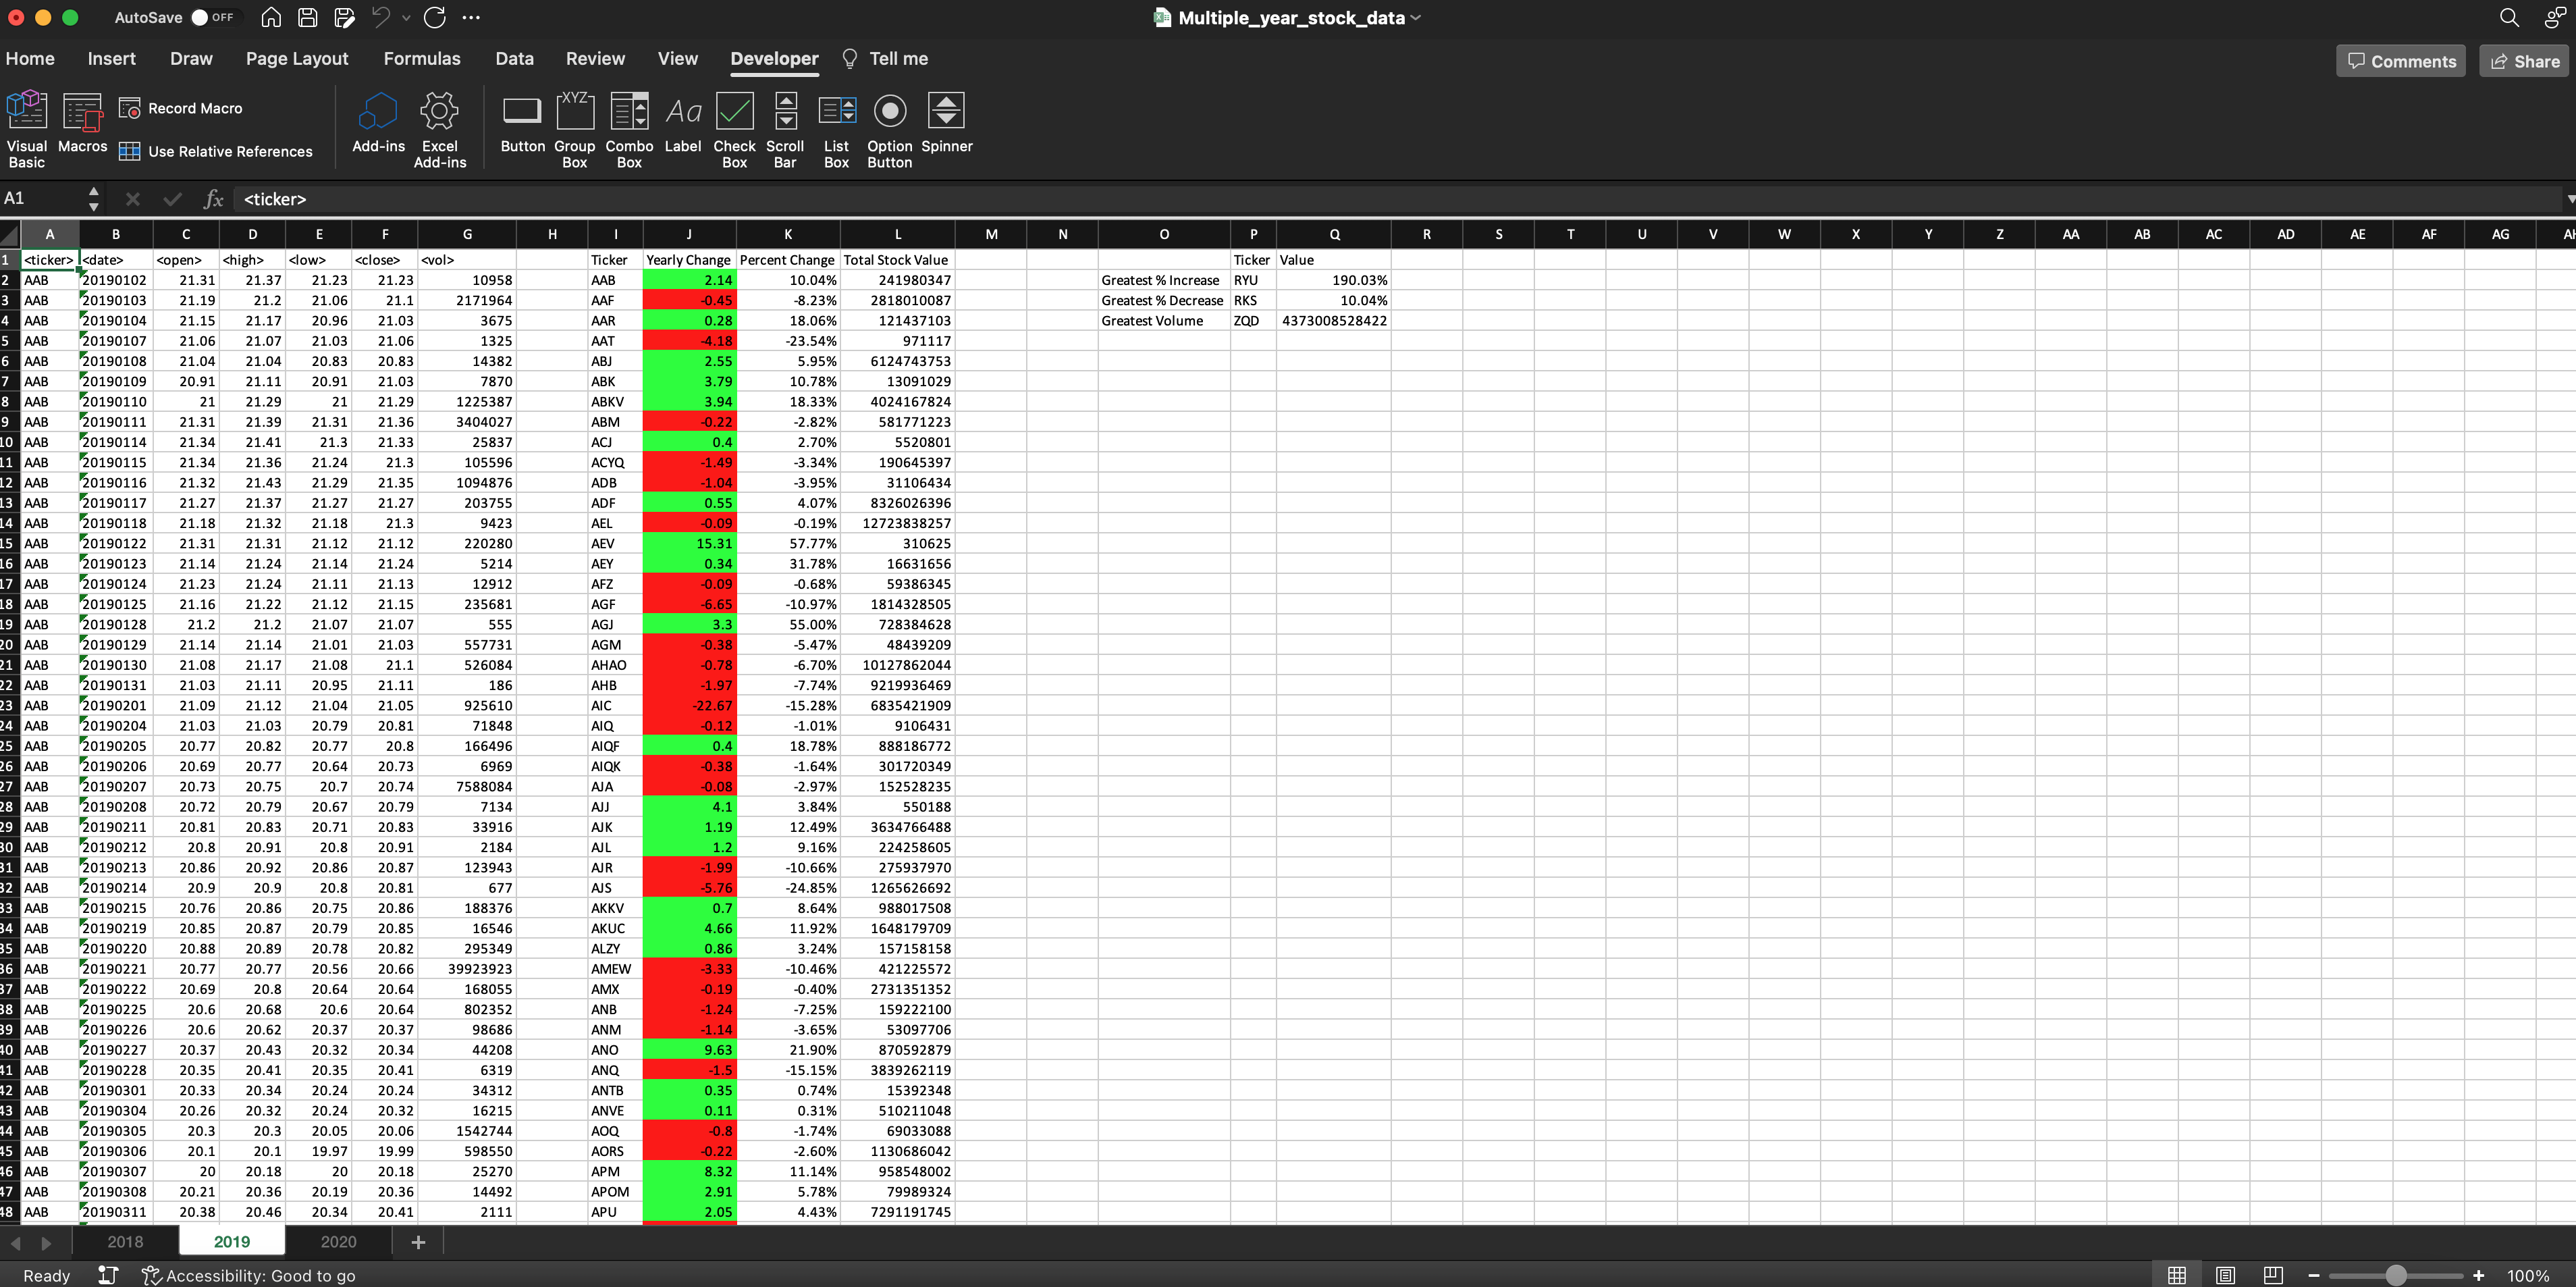 AutoSave OFF Multiple_year_stock_data
Home Insert Draw Page Layout Formulas Data Review View Developer Tell me Comments Share
Visual Basic Macros Record Macro Use Relative References Add-ins Excel Add-ins Button Group Box Combo Box Label Check Box Scroll Bar List Box Option Button Spinner
A1 fx <ticker>
A B C D E F G H I J K L M N O P Q R S T U V W X Y Z AA AB AC AD AE AF AG
1 <ticker> <date> <open> <high> <low> <close> <vol> Ticker Yearly Change Percent Change Total Stock Value Ticker Value
2 AAB 20190102 21.31 21.37 21.23 21.23 10958 AAB 2.14 10.04% 241980347 Greatest % Increase RYU 190.03%
3 AAB 20190103 21.19 21.2 21.06 21.1 2171964 AAF -0.45 -8.23% 2818010087 Greatest % Decrease RKS 10.04%
4 AAB 20190104 21.15 21.17 20.96 21.03 3675 AAR 0.28 18.06% 121437103 Greatest Volume ZQD 4373008528422
5 AAB 20190107 21.06 21.07 21.03 21.06 1325 AAT -4.18 -23.54% 971117
6 AAB 20190108 21.04 21.04 20.83 20.83 14382 ABJ 2.55 5.95% 6124743753
7 AAB 20190109 20.91 21.11 20.91 21.03 7870 ABK 3.79 10.78% 13091029
8 AAB 20190110 21 21.29 21 21.29 1225387 ABKV 3.94 18.33% 4024167824
9 AAB 20190111 21.31 21.39 21.31 21.36 3404027 ABM -0.22 -2.82% 581771223
10 AAB 20190114 21.34 21.41 21.3 21.33 25837 ACJ 0.4 2.70% 5520801
11 AAB 20190115 21.34 21.36 21.24 21.3 105596 ACYQ -1.49 -3.34% 190645397
12 AAB 20190116 21.32 21.43 21.29 21.35 1094876 ADB -1.04 -3.95% 31106434
13 AAB 20190117 21.27 21.37 21.27 21.27 203755 ADF 0.55 4.07% 8326026396
14 AAB 20190118 21.18 21.32 21.18 21.3 9423 AEL -0.09 -0.19% 12723838257
15 AAB 20190122 21.31 21.31 21.12 21.12 220280 AEV 15.31 57.77% 310625
16 AAB 20190123 21.14 21.24 21.14 21.24 5214 AEY 0.34 31.78% 16631656
17 AAB 20190124 21.23 21.24 21.11 21.13 12912 AFZ -0.09 -0.68% 59386345
18 AAB 20190125 21.16 21.22 21.12 21.15 235681 AGF -6.65 -10.97% 1814328505
19 AAB 20190128 21.2 21.2 21.07 21.07 555 AGJ 3.3 55.00% 728384628
20 AAB 20190129 21.14 21.14 21.01 21.03 557731 AGM -0.38 -5.47% 48439209
21 AAB 20190130 21.08 21.17 21.08 21.1 526084 AHAO -0.78 -6.70% 10127862044
22 AAB 20190131 21.03 21.11 20.95 21.11 186 AHB -1.97 -7.74% 9219936469
23 AAB 20190201 21.09 21.12 21.04 21.05 925610 AIC -22.67 -15.28% 6835421909
24 AAB 20190204 21.03 21.03 20.79 20.81 71848 AIQ -0.12 -1.01% 9106431
25 AAB 20190205 20.77 20.82 20.77 20.8 166496 AIQF 0.4 18.78% 888186772
26 AAB 20190206 20.69 20.77 20.64 20.73 6969 AIQK -0.38 -1.64% 301720349
27 AAB 20190207 20.73 20.75 20.7 20.74 7588084 AJA -0.08 -2.97% 152528235
28 AAB 20190208 20.72 20.79 20.67 20.79 7134 AJJ 4.1 3.84% 550188
29 AAB 20190211 20.81 20.83 20.71 20.83 33916 AJK 1.19 12.49% 3634766488
30 AAB 20190212 20.8 20.91 20.8 20.91 2184 AJL 1.2 9.16% 224258605
31 AAB 20190213 20.86 20.92 20.86 20.87 123943 AJR -1.99 -10.66% 275937970
32 AAB 20190214 20.9 20.9 20.8 20.81 677 AJS -5.76 -24.85% 1265626692
33 AAB 20190215 20.76 20.86 20.75 20.86 188376 AKKV 0.7 8.64% 988017508
34 AAB 20190219 20.85 20.87 20.79 20.85 16546 AKUC 4.66 11.92% 1648179709
35 AAB 20190220 20.88 20.89 20.78 20.82 295349 ALZY 0.86 3.24% 157158158
36 AAB 20190221 20.77 20.77 20.56 20.66 39923923 AMEW -3.33 -10.46% 421225572
37 AAB 20190222 20.69 20.8 20.64 20.64 168055 AMX -0.19 -0.40% 2731351352
38 AAB 20190225 20.6 20.68 20.6 20.64 802352 ANB -1.24 -7.25% 159222100
39 AAB 20190226 20.6 20.62 20.37 20.37 98686 ANM -1.14 -3.65% 53097706
40 AAB 20190227 20.37 20.43 20.32 20.34 44208 ANO 9.63 21.90% 870592879
41 AAB 20190228 20.35 20.41 20.35 20.41 6319 ANQ -1.5 -15.15% 3839262119
42 AAB 20190301 20.33 20.34 20.24 20.24 34312 ANTB 0.35 0.74% 15392348
43 AAB 20190304 20.26 20.32 20.24 20.32 16215 ANVE 0.11 0.31% 510211048
44 AAB 20190305 20.3 20.3 20.05 20.06 1542744 AOQ -0.8 -1.74% 69033088
45 AAB 20190306 20.1 20.1 19.97 19.99 598550 AORS -0.22 -2.60% 1130686042
46 AAB 20190307 20 20.18 20 20.18 25270 APM 8.32 11.14% 958548002
47 AAB 20190308 20.21 20.36 20.19 20.36 14492 APOM 2.91 5.78% 79989324
48 AAB 20190311 20.38 20.46 20.34 20.41 2111 APU 2.05 4.43% 7291191745
2018 2019 2020 +
Ready Accessibility: Good to go 100%